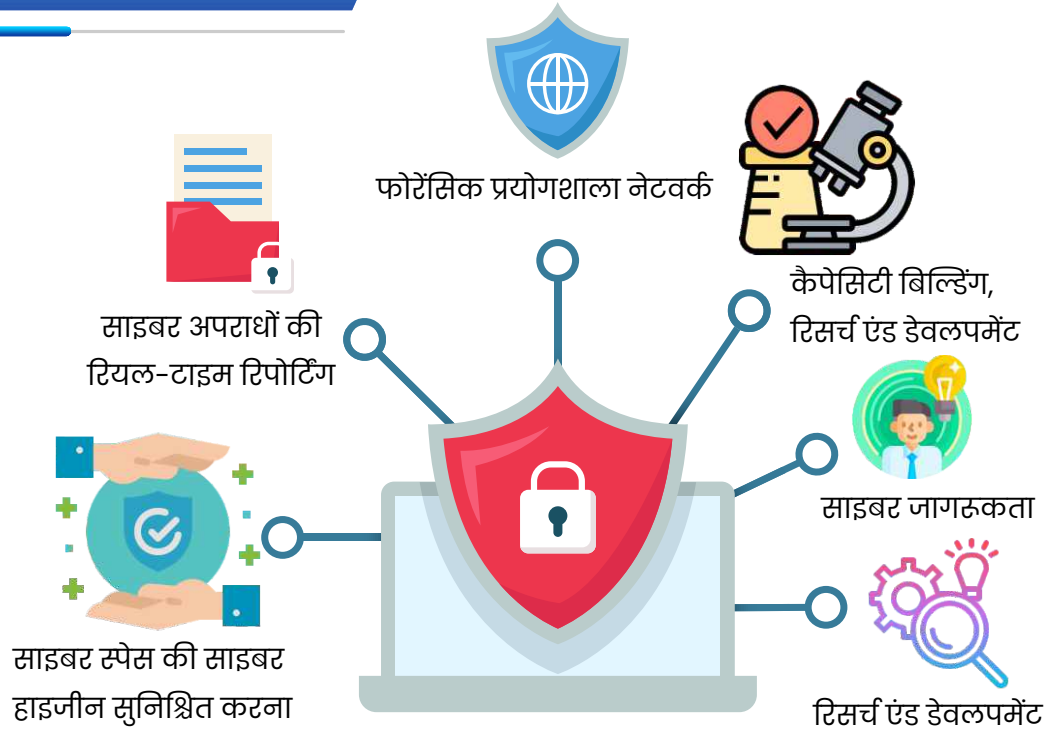 फोरेंसिक प्रयोगशाला नेटवर्क
कैपेसिटी बिल्डिंग,
रिसर्च एंड डेवलपमेंट
साइबर अपराधों की
रियल-टाइम रिपोर्टिंग
साइबर जागरूकता
साइबर स्पेस की साइबर
हाइजीन सुनिश्चित करना
रिसर्च एंड डेवलपमेंट